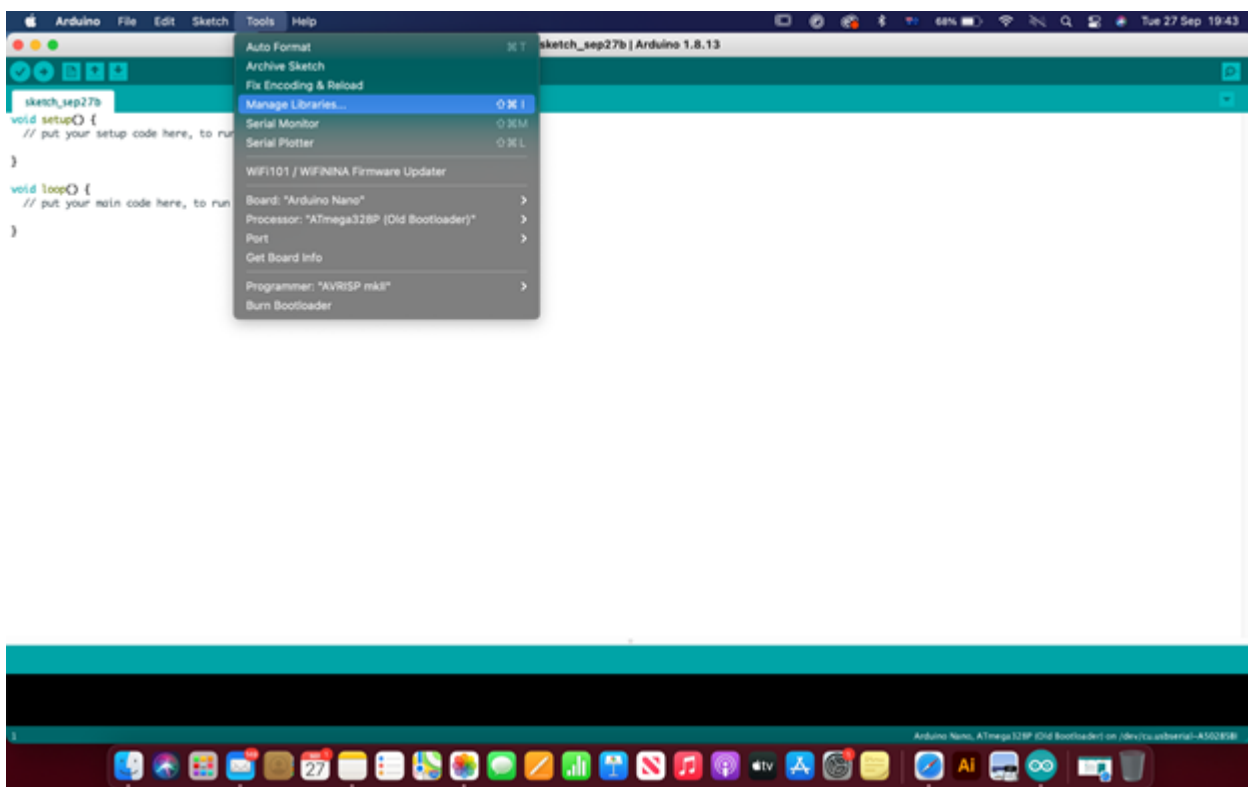 Arduino File Edit Sketch Tools Help 68% Tue 27 Sep 19:43
sketch_sep27b | Arduino 1.8.13
sketch_sep27b
void setup() {
// put your setup code here, to run
}
void loop() {
// put your main code here, to run
}
Auto Format ⌘T
Archive Sketch
Fix Encoding & Reload
Manage Libraries... ⇧⌘I
Serial Monitor ⇧⌘M
Serial Plotter ⇧⌘L
WiFi101 / WiFiNINA Firmware Updater
Board: "Arduino Nano"
Processor: "ATmega328P (Old Bootloader)"
Port
Get Board Info
Programmer: "AVRISP mkII"
Burn Bootloader
1 Arduino Nano, ATmega328P (Old Bootloader) on
27 tv Ai